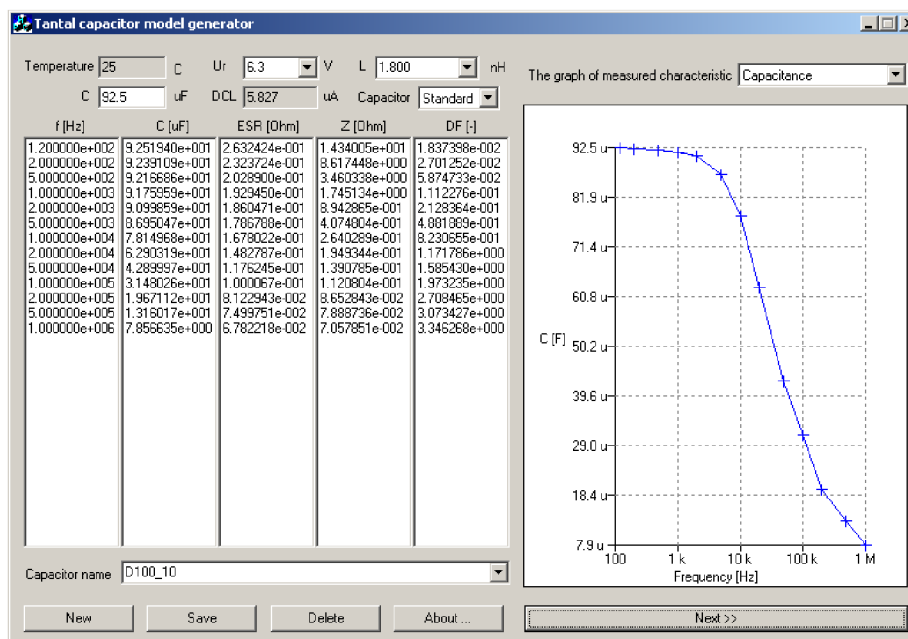 Tantal capacitor model generator
Temperature 25 C Ur 6.3 V L 1.800 nH
C 92.5 uF DCL 5.827 uA Capacitor Standard
The graph of measured characteristic Capacitance
f [Hz] C [uF] ESR [Ohm] Z [Ohm] DF [-]
1.200000e+002 9.251940e+001 2.632424e-001 1.434005e+001 1.837398e-002
2.000000e+002 9.239109e+001 2.323724e-001 8.617448e+000 2.701252e-002
5.000000e+002 9.216686e+001 2.028900e-001 3.460338e+000 5.874733e-002
1.000000e+003 9.175959e+001 1.929450e-001 1.745134e+000 1.112276e-001
2.000000e+003 9.099859e+001 1.860471e-001 8.942865e-001 2.128364e-001
5.000000e+003 8.695047e+001 1.786788e-001 4.074804e-001 4.881889e-001
1.000000e+004 7.814968e+001 1.678022e-001 2.640289e-001 8.230655e-001
2.000000e+004 6.290319e+001 1.482787e-001 1.949344e-001 1.171786e+000
5.000000e+004 4.289997e+001 1.176245e-001 1.390785e-001 1.585430e+000
1.000000e+005 3.148026e+001 1.000067e-001 1.120804e-001 1.973235e+000
2.000000e+005 1.967112e+001 8.122943e-002 8.652843e-002 2.708465e+000
5.000000e+005 1.316017e+001 7.499751e-002 7.888736e-002 3.073427e+000
1.000000e+006 7.856635e+000 6.782218e-002 7.057851e-002 3.346268e+000
92.5 u
81.9 u
71.4 u
60.8 u
C [F] 50.2 u
39.6 u
29.0 u
18.4 u
7.9 u
100 1 k 10 k 100 k 1 M
Frequency [Hz]
Capacitor name D100_10
New Save Delete About ... Next >>